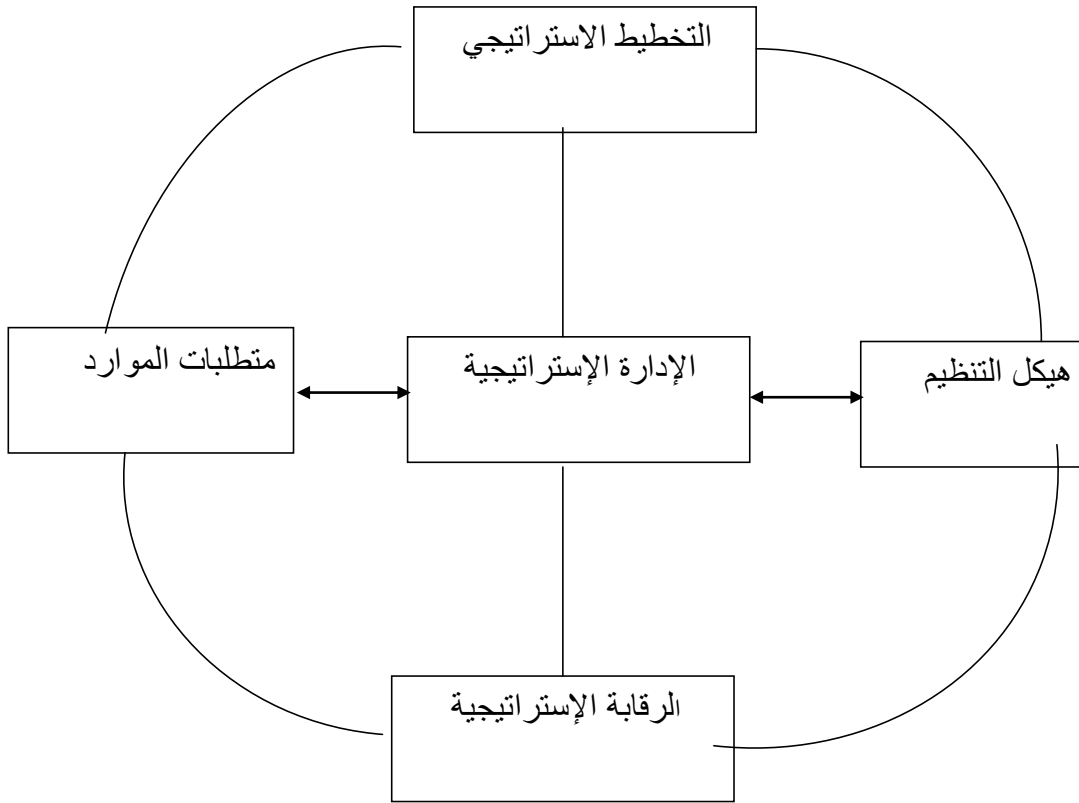 التخطيط الاستراتيجي
هيكل التنظيم
الإدارة الإستراتيجية
متطلبات الموارد
الرقابة الإستراتيجية